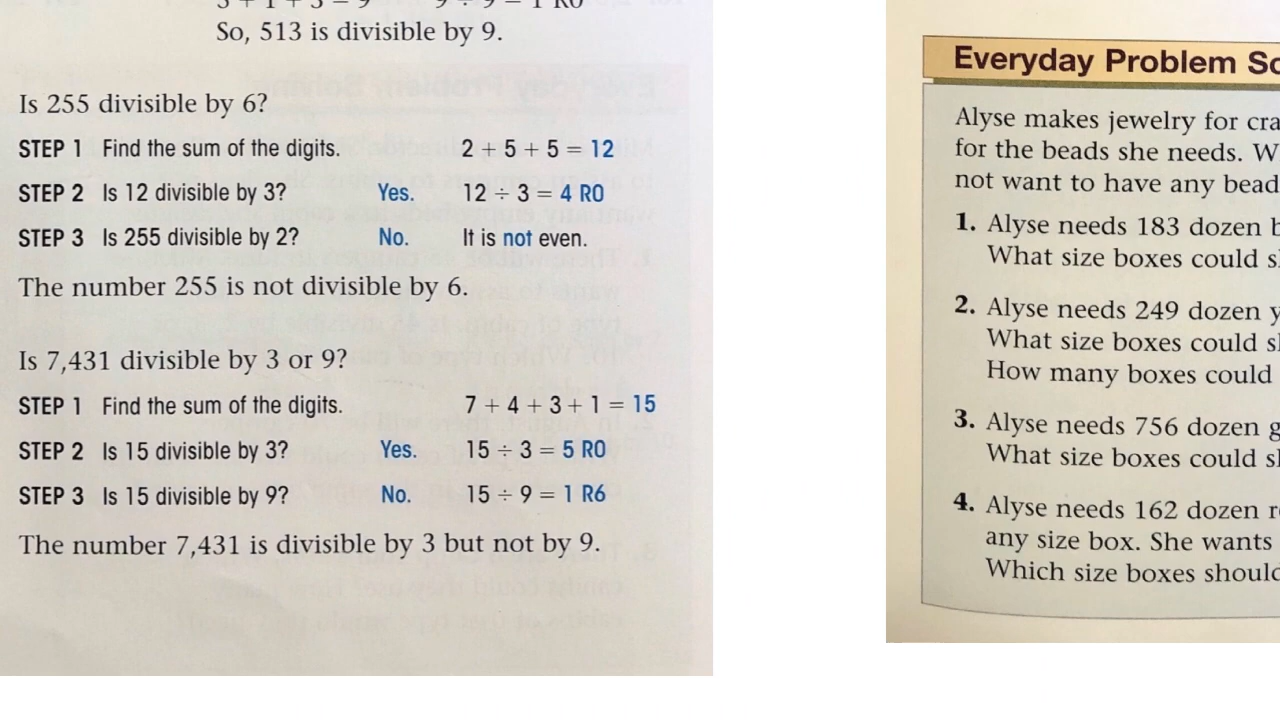 So, 513 is divisible by 9.
Is 255 divisible by 6?
STEP 1 Find the sum of the digits. 2 + 5 + 5 = 12
STEP 2 Is 12 divisible by 3? Yes. 12 ÷ 3 = 4 R0
STEP 3 Is 255 divisible by 2? No. It is not even.
The number 255 is not divisible by 6.
Is 7,431 divisible by 3 or 9?
STEP 1 Find the sum of the digits. 7 + 4 + 3 + 1 = 15
STEP 2 Is 15 divisible by 3? Yes. 15 ÷ 3 = 5 R0
STEP 3 Is 15 divisible by 9? No. 15 ÷ 9 = 1 R6
The number 7,431 is divisible by 3 but not by 9.
Everyday Problem
Alyse makes jewelry for
for the beads she needs.
not want to have any
1. Alyse needs 183 dozen
What size boxes could
2. Alyse needs 249 dozen
What size boxes could
How many boxes could
3. Alyse needs 756 dozen
What size boxes could
4. Alyse needs 162 dozen
any size box. She wants
Which size boxes